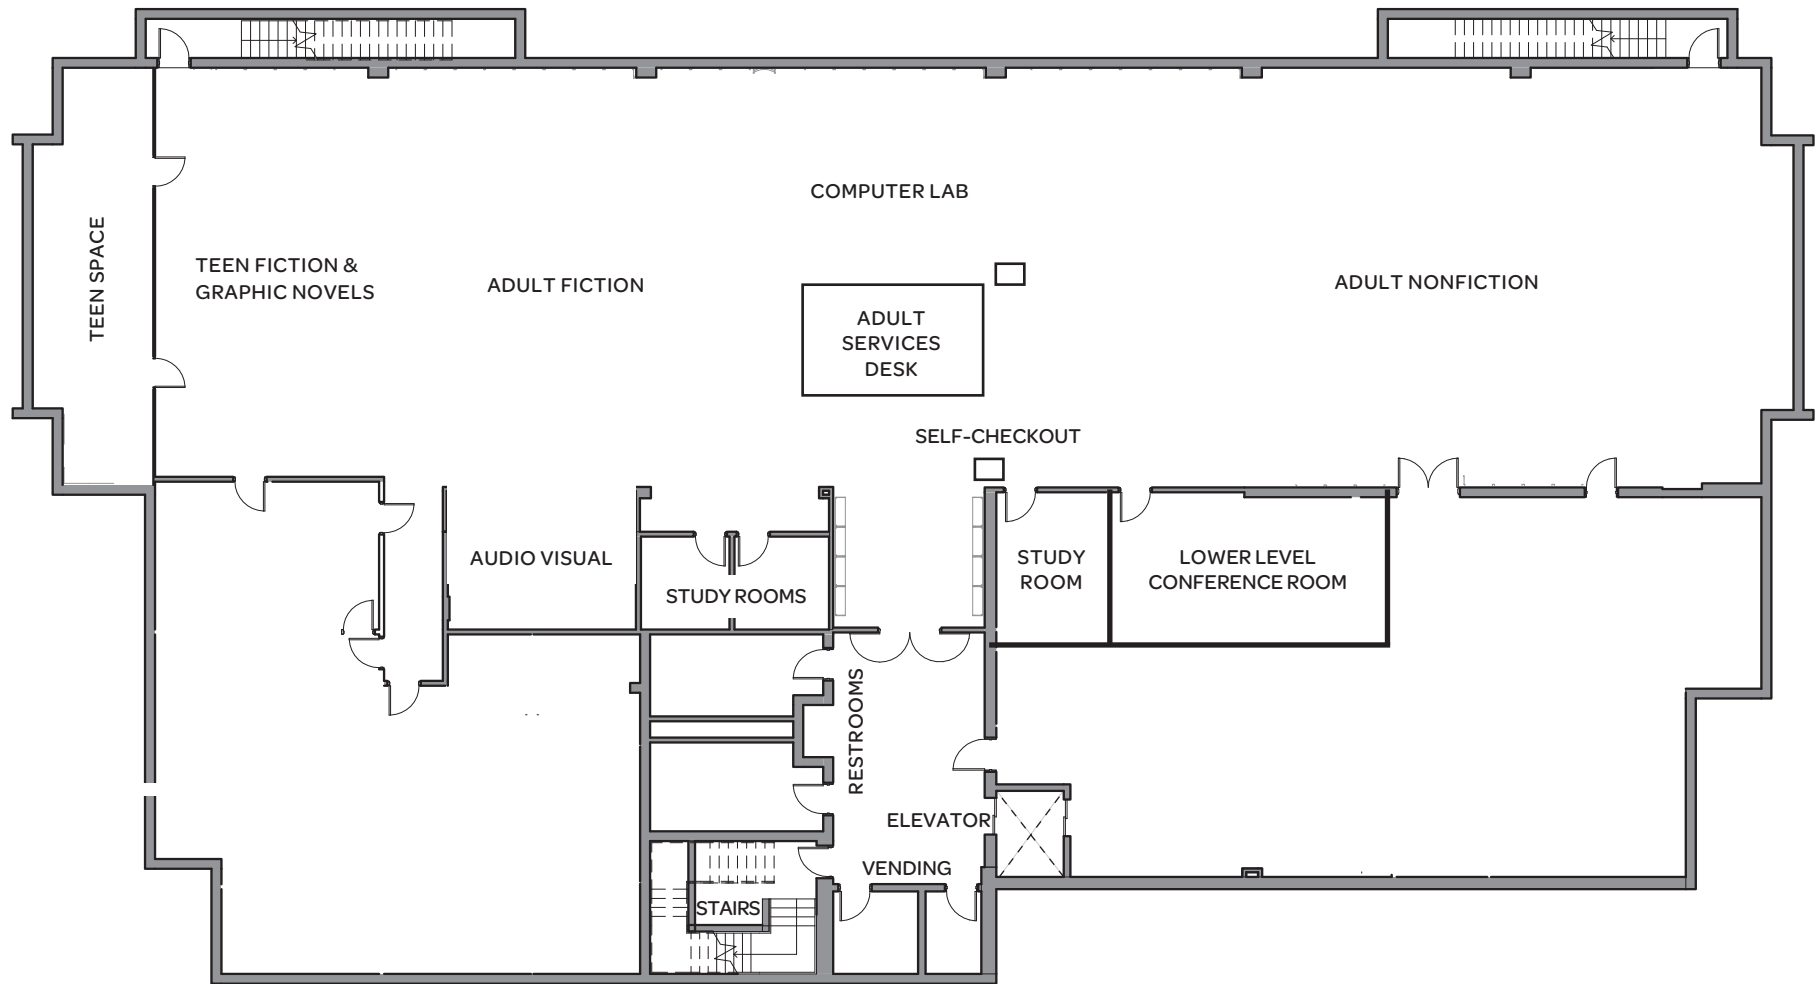 COMPUTER LAB
TEEN SPACE
TEEN FICTION &
GRAPHIC NOVELS
ADULT FICTION
ADULT NONFICTION
ADULT
SERVICES
DESK
SELF-CHECKOUT
AUDIO VISUAL
STUDY ROOMS
STUDY
ROOM
LOWER LEVEL
CONFERENCE ROOM
RESTROOMS
ELEVATOR
VENDING
STAIRS